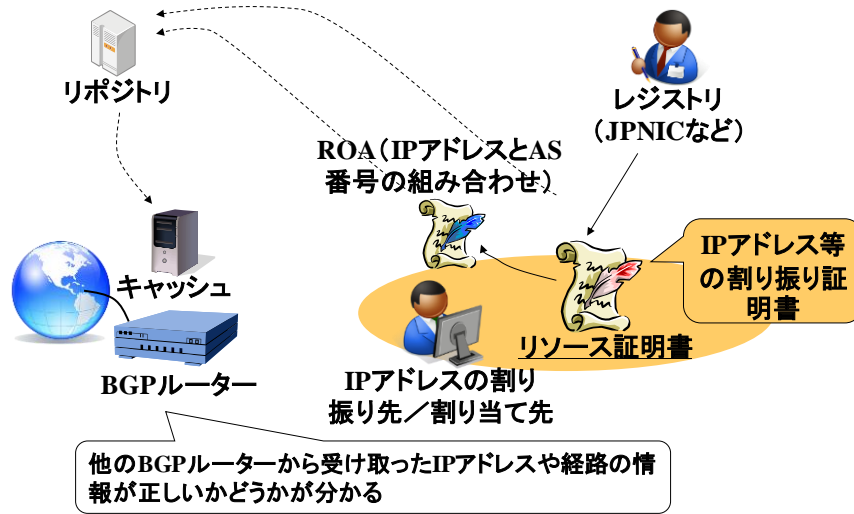 リポジトリ
レジストリ
（JPNICなど）
ROA（IPアドレスとAS
番号の組み合わせ）
IPアドレス等
の割り振り証
明書
キャッシュ
リソース証明書
BGPルーター
IPアドレスの割り
振り先／割り当て先
他のBGPルーターから受け取ったIPアドレスや経路の情
報が正しいかどうかが分かる